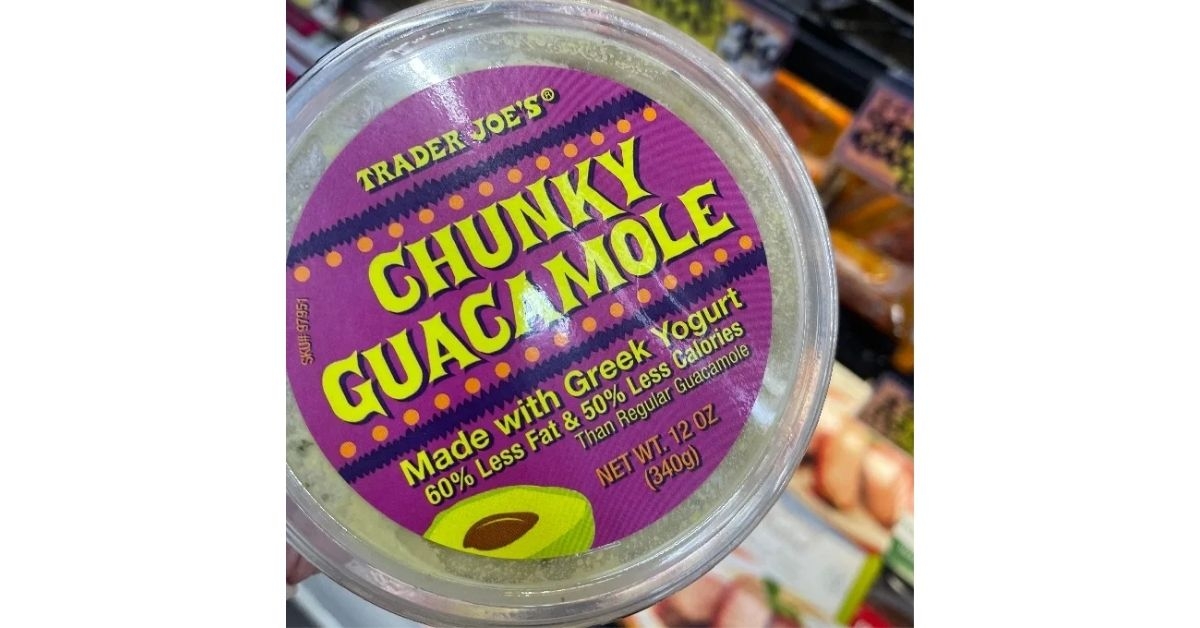 TRADER JOE'S®
CHUNKY
GUACAMOLE
Made with Greek Yogurt
60% Less Fat & 50% Less Calories
Than Regular Guacamole
NET WT. 12 OZ
(340g)
SKU# 97951